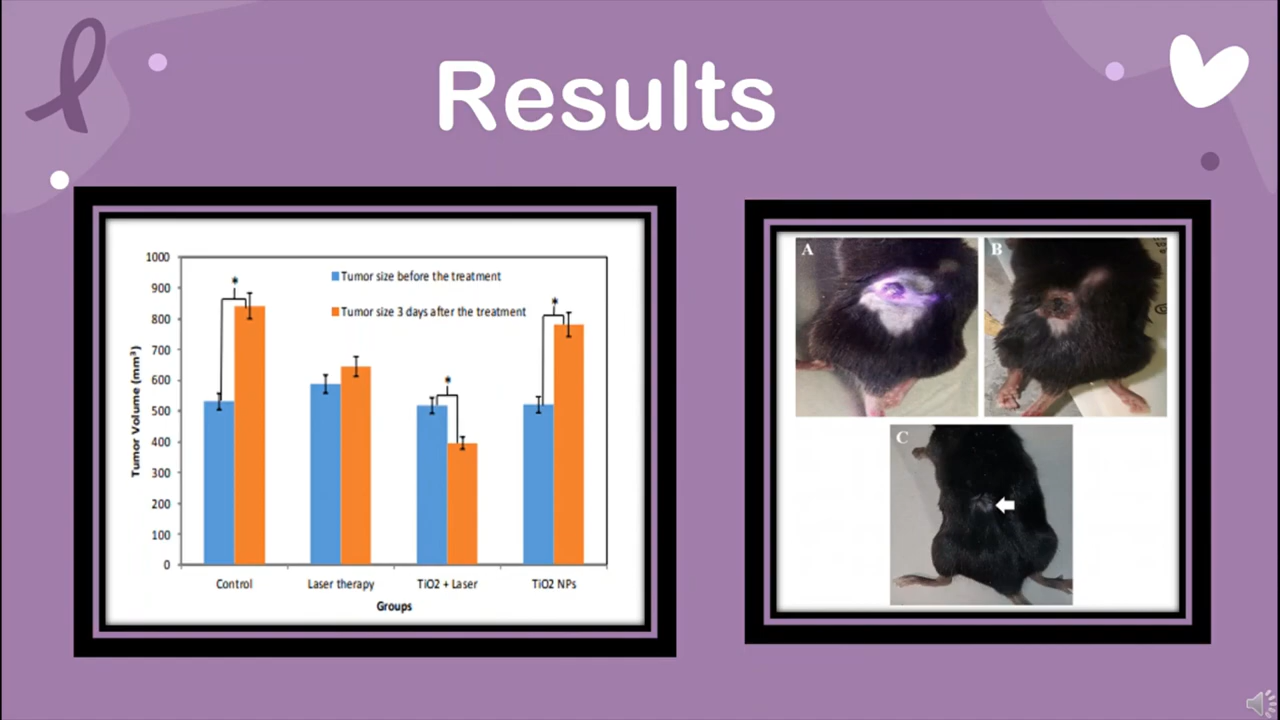 Results
1000
900
800
700
600
500
400
300
200
100
0
Tumor Volume (mm³)
Tumor size before the treatment
Tumor size 3 days after the treatment
*
*
*
Control
Laser therapy
TiO2 + Laser
TiO2 NPs
Groups
A
B
C